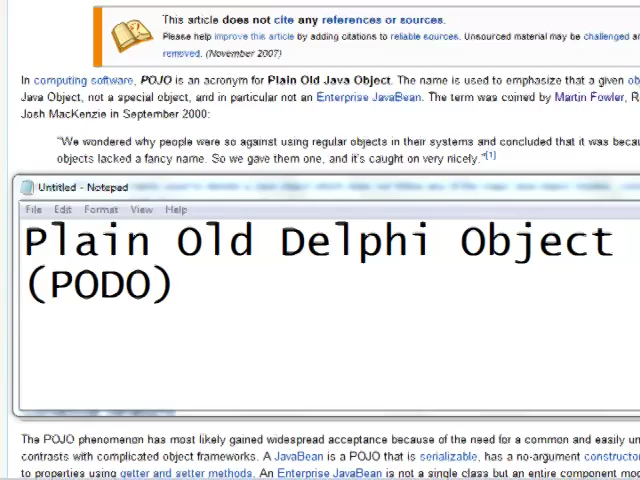 This article does not cite any references or sources.
Please help improve this article by adding citations to reliable sources. Unsourced material may be challenged
removed. (November 2007)
In computing software, POJO is an acronym for Plain Old Java Object. The name is used to emphasize that a given ob
Java Object, not a special object, and in particular not an Enterprise JavaBean. The term was coined by Martin Fowler, R
Josh MacKenzie in September 2000:
"We wondered why people were so against using regular objects in their systems and concluded that it was becau
objects lacked a fancy name. So we gave them one, and it's caught on very nicely."[1]
Untitled - Notepad
File Edit Format View Help
Plain Old Delphi Object
(PODO)
The POJO phenomenon has most likely gained widespread acceptance because of the need for a common and easily un
contrasts with complicated object frameworks. A JavaBean is a POJO that is serializable, has a no-argument constructo
to properties using getter and setter methods. An Enterprise JavaBean is not a single class but an entire component mod